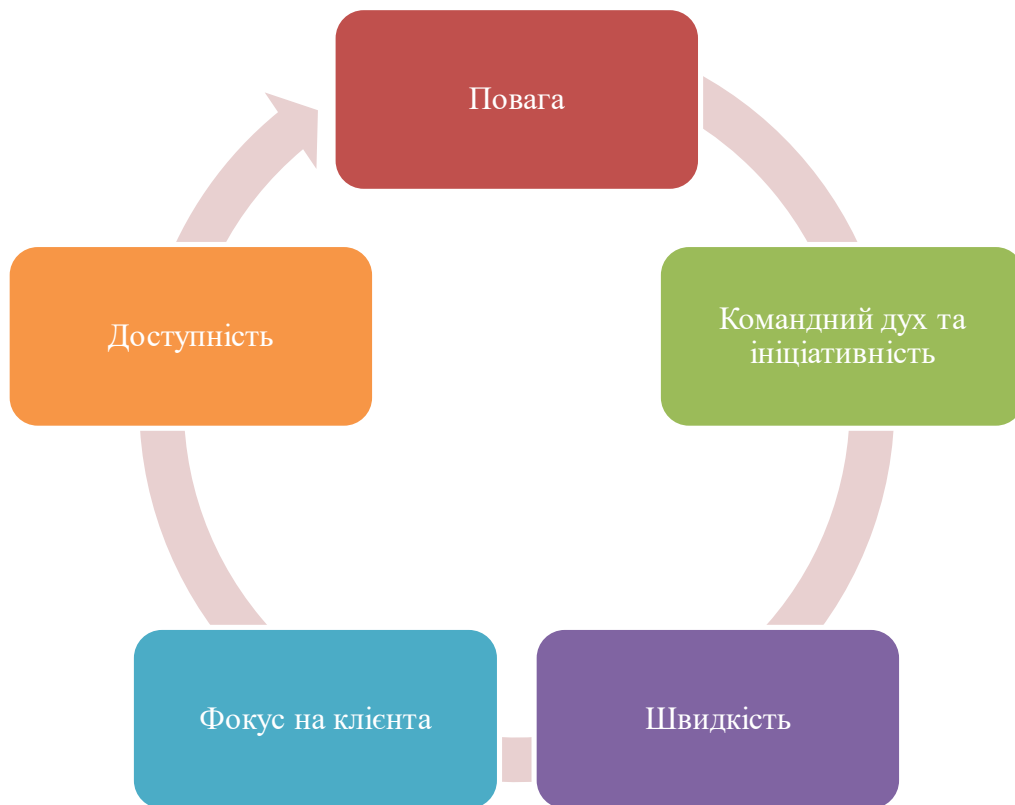 Повага
Командний дух та
ініціативність
Швидкість
Фокус на клієнта
Доступність